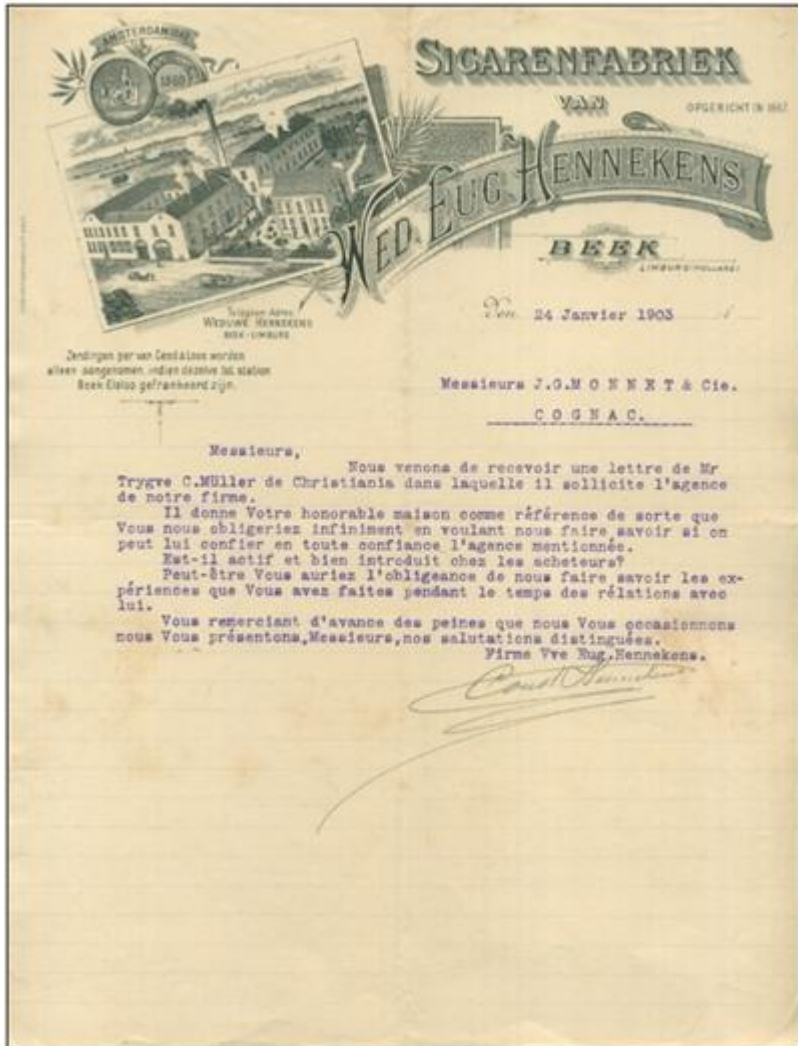 AMSTERDAM
SIGARENFABRIEK
VAN
OPGERICHT IN
WED. EUG. HENNEKENS
BEEK
LIMBURG (HOLLAND)
Telegram-Adres
WEDUWE HENNEKENS
BEEK-LIMBURG
Den 24 Janvier 1903
Zendingen per van Gend & Loos worden
alleen aangenomen, indien dezelve tot station
Beek-Elsloo gefrankeerd zijn.
Messieurs J.G.MONNET & Cie.
COGNAC.
Messieurs,
Nous venons de recevoir une lettre de Mr
Trygve C.Müller de Christiania dans laquelle il sollicite l'agence
de notre firme.
Il donne Votre honorable maison comme référence de sorte que
Vous nous obligeriez infiniment en voulant nous faire savoir si on
peut lui confier en toute confiance l'agence mentionnée.
Est-il actif et bien introduit chez les acheteurs?
Peut-être Vous auriez l'obligeance de nous faire savoir les ex-
périences que Vous avez faites pendant le temps des rélations avec
lui.
Vous remerciant d'avance des peines que nous Vous occasionnons
nous Vous présentons,Messieurs,nos salutations distinguées.
Firme Vve Eug.Hennekens.
Const Hennekens